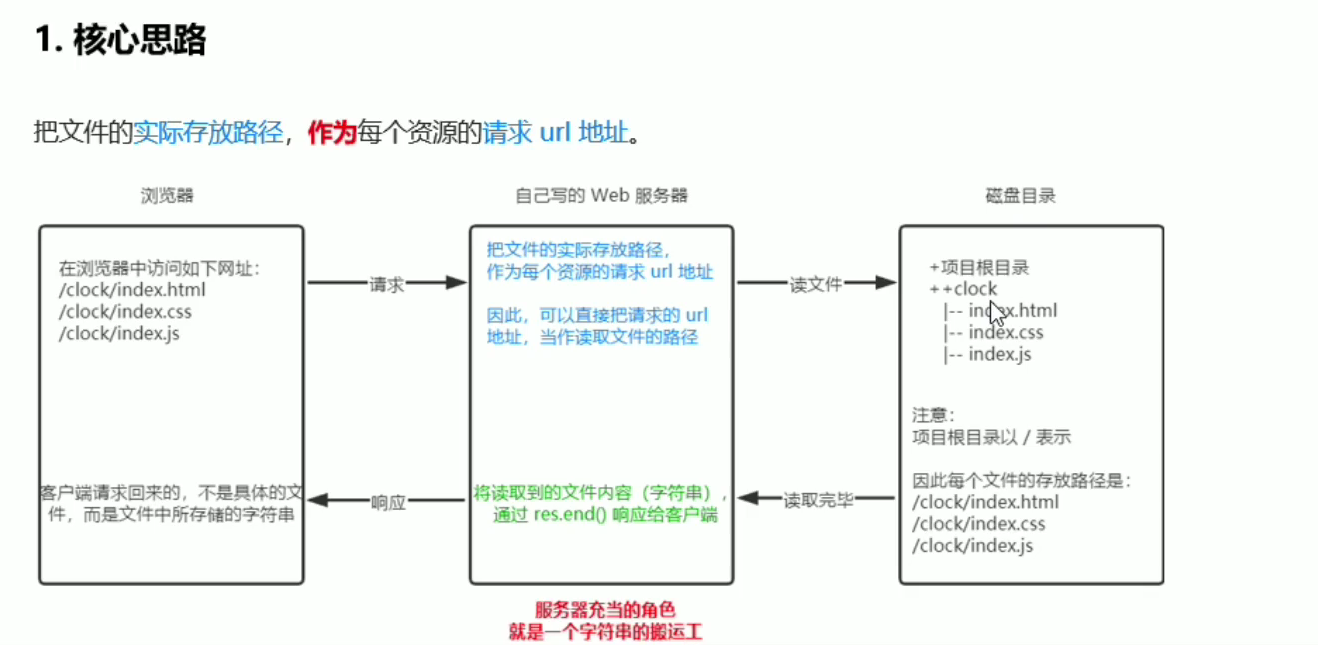 1. 核心思路
把文件的实际存放路径，作为每个资源的请求 url 地址。
浏览器
自己写的 Web 服务器
磁盘目录
在浏览器中访问如下网址：
/clock/index.html
/clock/index.css
/clock/index.js
客户端请求回来的，不是具体的文
件，而是文件中所存储的字符串
请求
响应
把文件的实际存放路径，
作为每个资源的请求 url 地址
因此，可以直接把请求的 url
地址，当作读取文件的路径
将读取到的文件内容（字符串），
通过 res.end() 响应给客户端
服务器充当的角色
就是一个字符串的搬运工
读文件
读取完毕
+项目根目录
++clock
|-- index.html
|-- index.css
|-- index.js
注意：
项目根目录以 / 表示
因此每个文件的存放路径是：
/clock/index.html
/clock/index.css
/clock/index.js